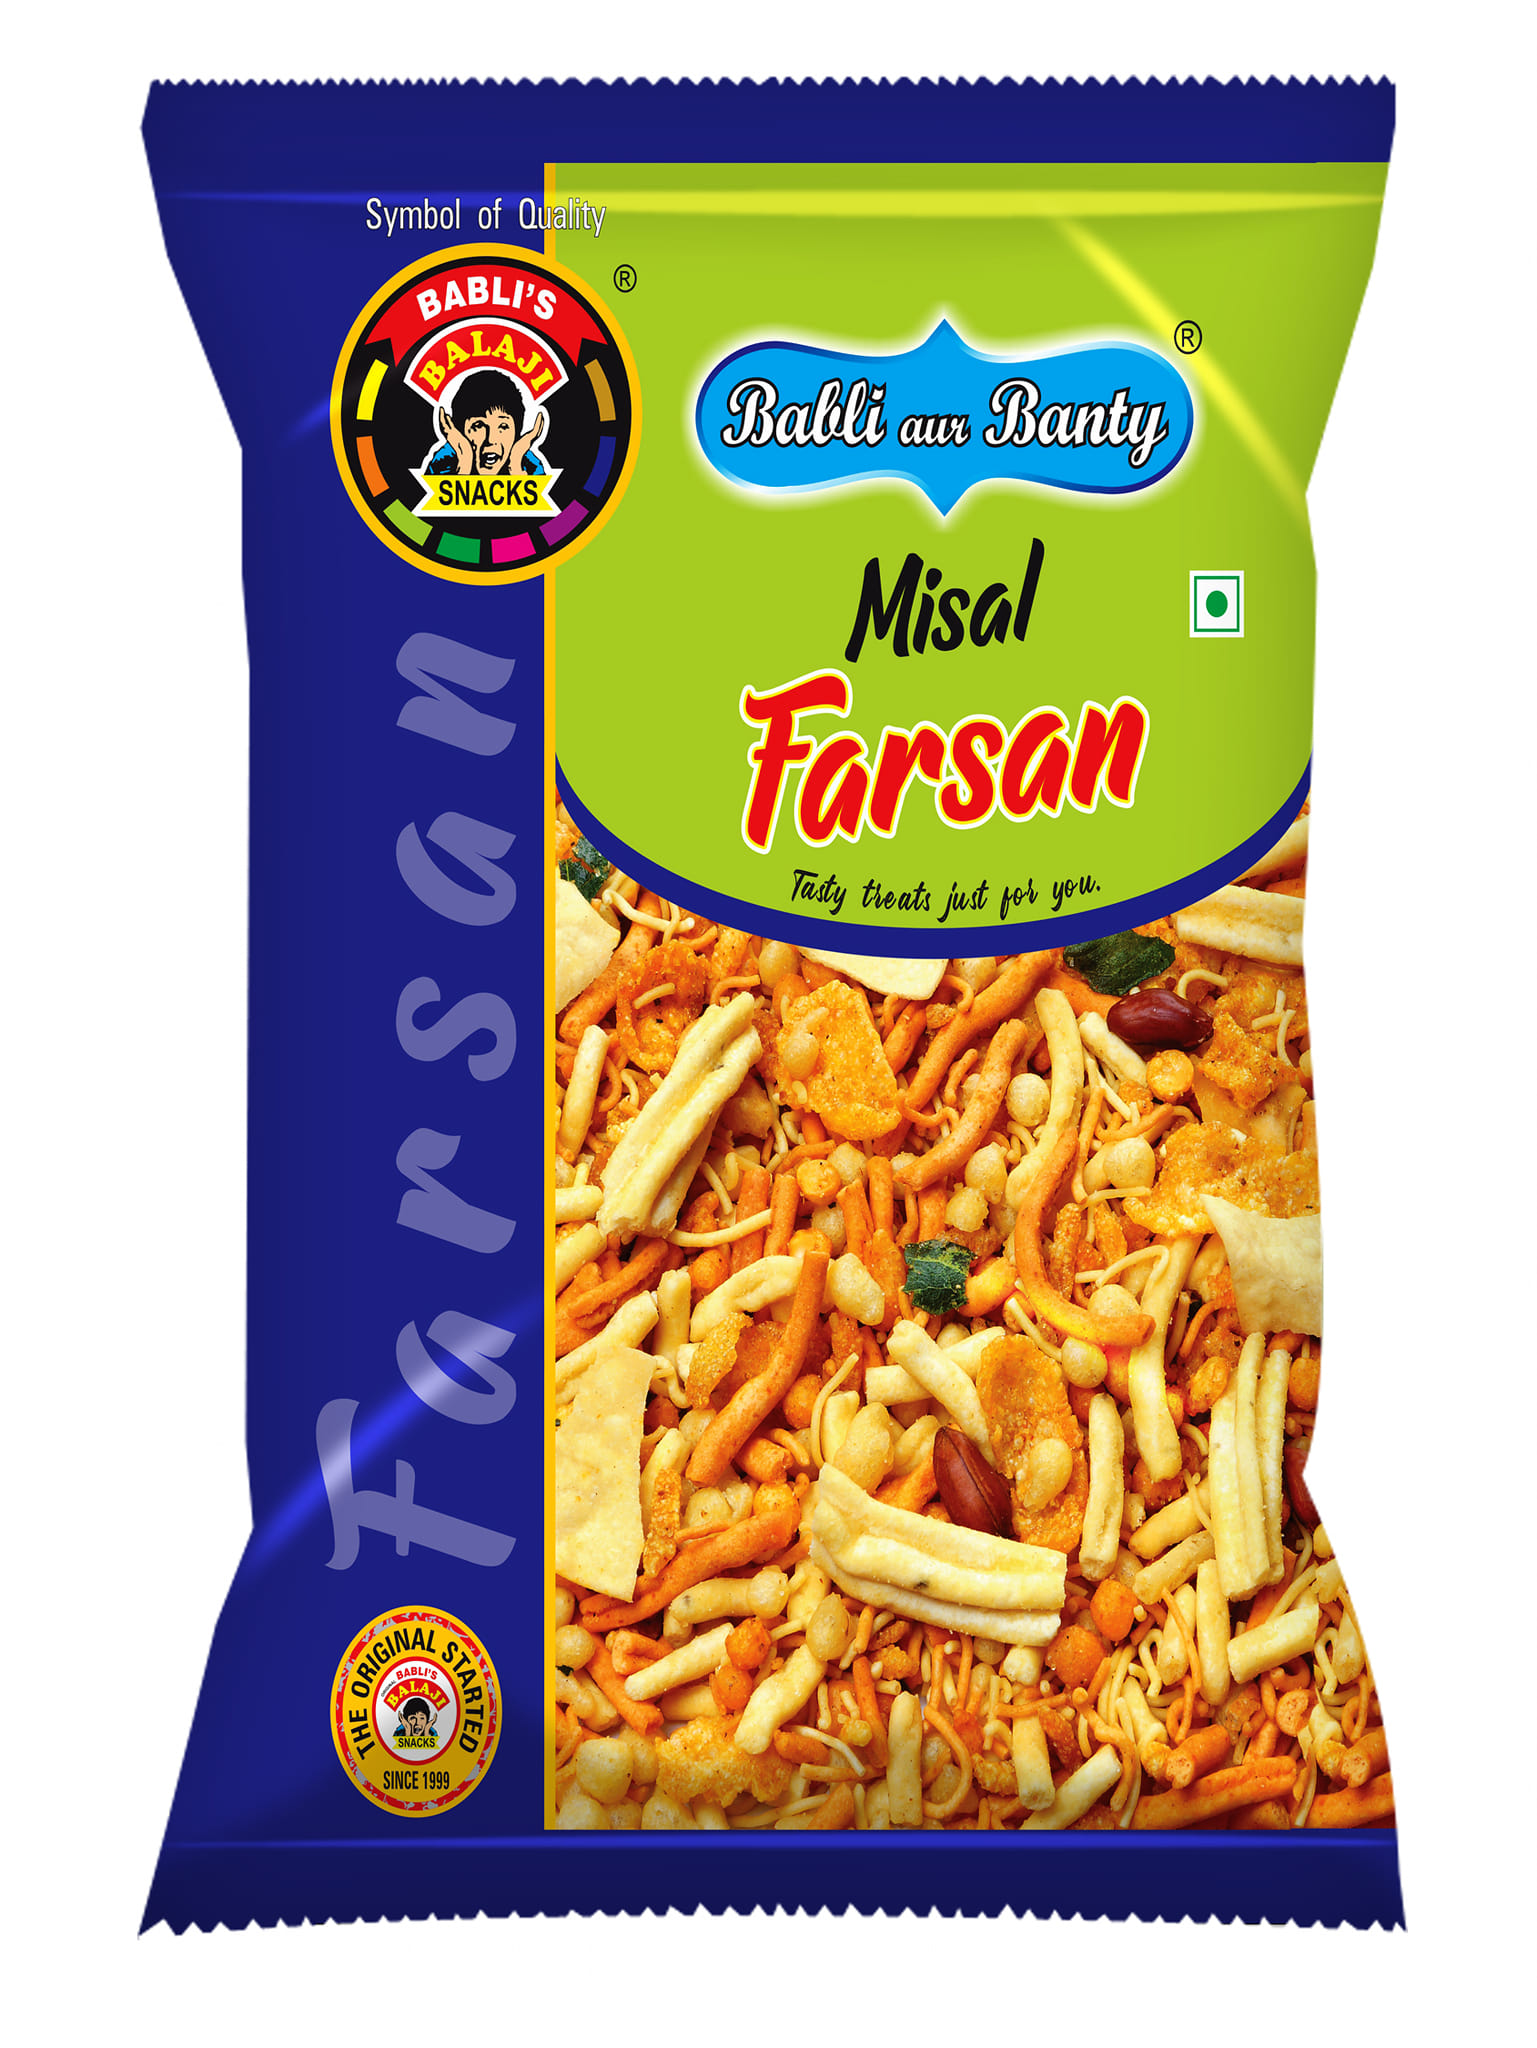 Symbol of Quality
BABLI'S
BALAJI
SNACKS
®
Babli aur Banty
®
Misal
Farsan
Tasty treats just for you.
Farsan
THE ORIGINAL STARTED
BABLI'S
BALAJI
SNACKS
SINCE 1999